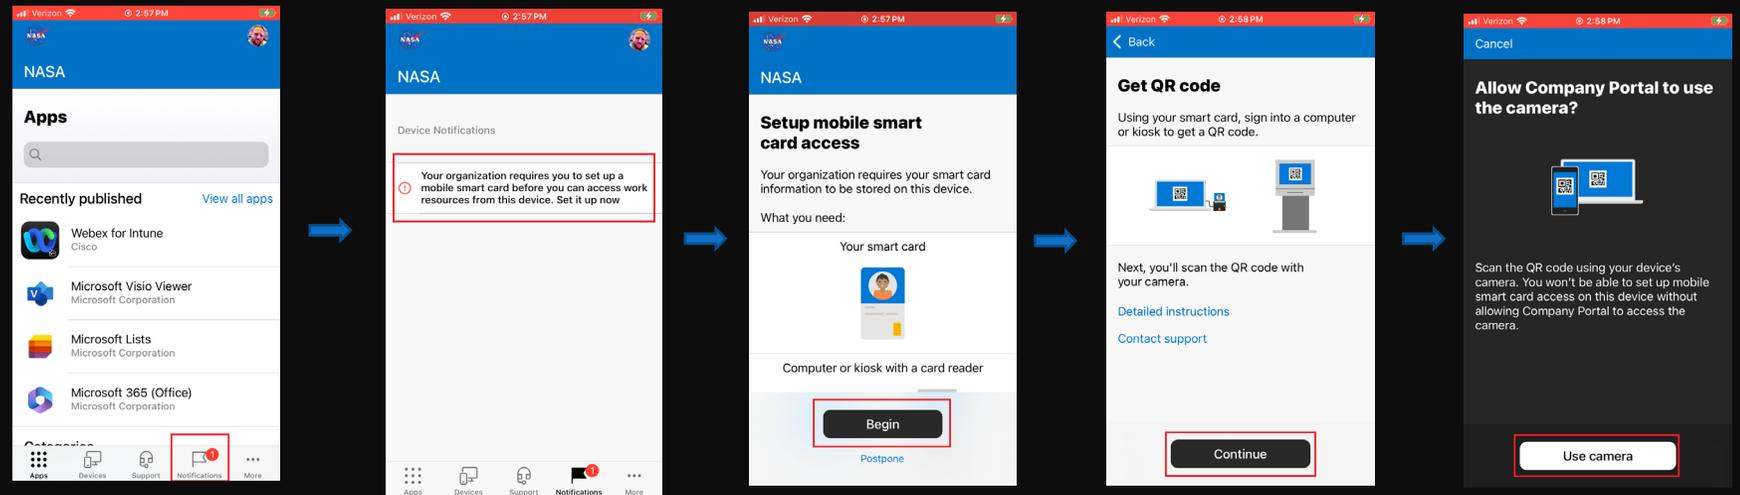 Verizon 2:57 PM
NASA
NASA
Apps
Recently published
View all apps
Webex for Intune
Cisco
Microsoft Visio Viewer
Microsoft Corporation
Microsoft Lists
Microsoft Corporation
Microsoft 365 (Office)
Microsoft Corporation
Categories
1
Apps Devices Support Notifications More
Verizon 2:57 PM
NASA
NASA
Device Notifications
Your organization requires you to set up a
mobile smart card before you can access work
resources from this device. Set it up now
1
Apps Devices Support Notifications More
Verizon 2:57 PM
NASA
NASA
Setup mobile smart
card access
Your organization requires your smart card
information to be stored on this device.
What you need:
Your smart card
Computer or kiosk with a card reader
Begin
Postpone
Verizon 2:58 PM
Back
Get QR code
Using your smart card, sign into a computer
or kiosk to get a QR code.
Next, you'll scan the QR code with
your camera.
Detailed instructions
Contact support
Continue
Verizon 2:58 PM
Cancel
Allow Company Portal to use
the camera?
Scan the QR code using your device's
camera. You won't be able to set up mobile
smart card access on this device without
allowing Company Portal to access the
camera.
Use camera